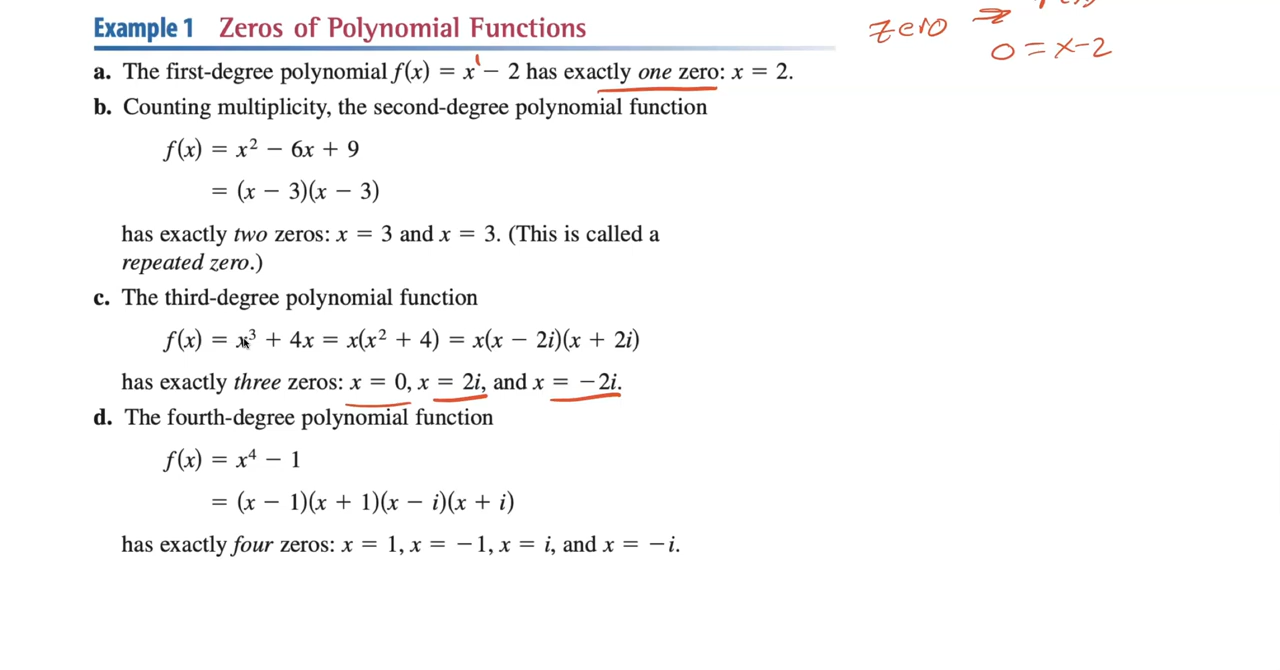 Example 1 Zeros of Polynomial Functions
zero ⇒
0 = x-2
a. The first-degree polynomial f(x) = x¹ − 2 has exactly one zero: x = 2.
b. Counting multiplicity, the second-degree polynomial function
f(x) = x² − 6x + 9
= (x − 3)(x − 3)
has exactly two zeros: x = 3 and x = 3. (This is called a
repeated zero.)
c. The third-degree polynomial function
f(x) = x³ + 4x = x(x² + 4) = x(x − 2i)(x + 2i)
has exactly three zeros: x = 0, x = 2i, and x = −2i.
d. The fourth-degree polynomial function
f(x) = x⁴ − 1
= (x − 1)(x + 1)(x − i)(x + i)
has exactly four zeros: x = 1, x = −1, x = i, and x = −i.